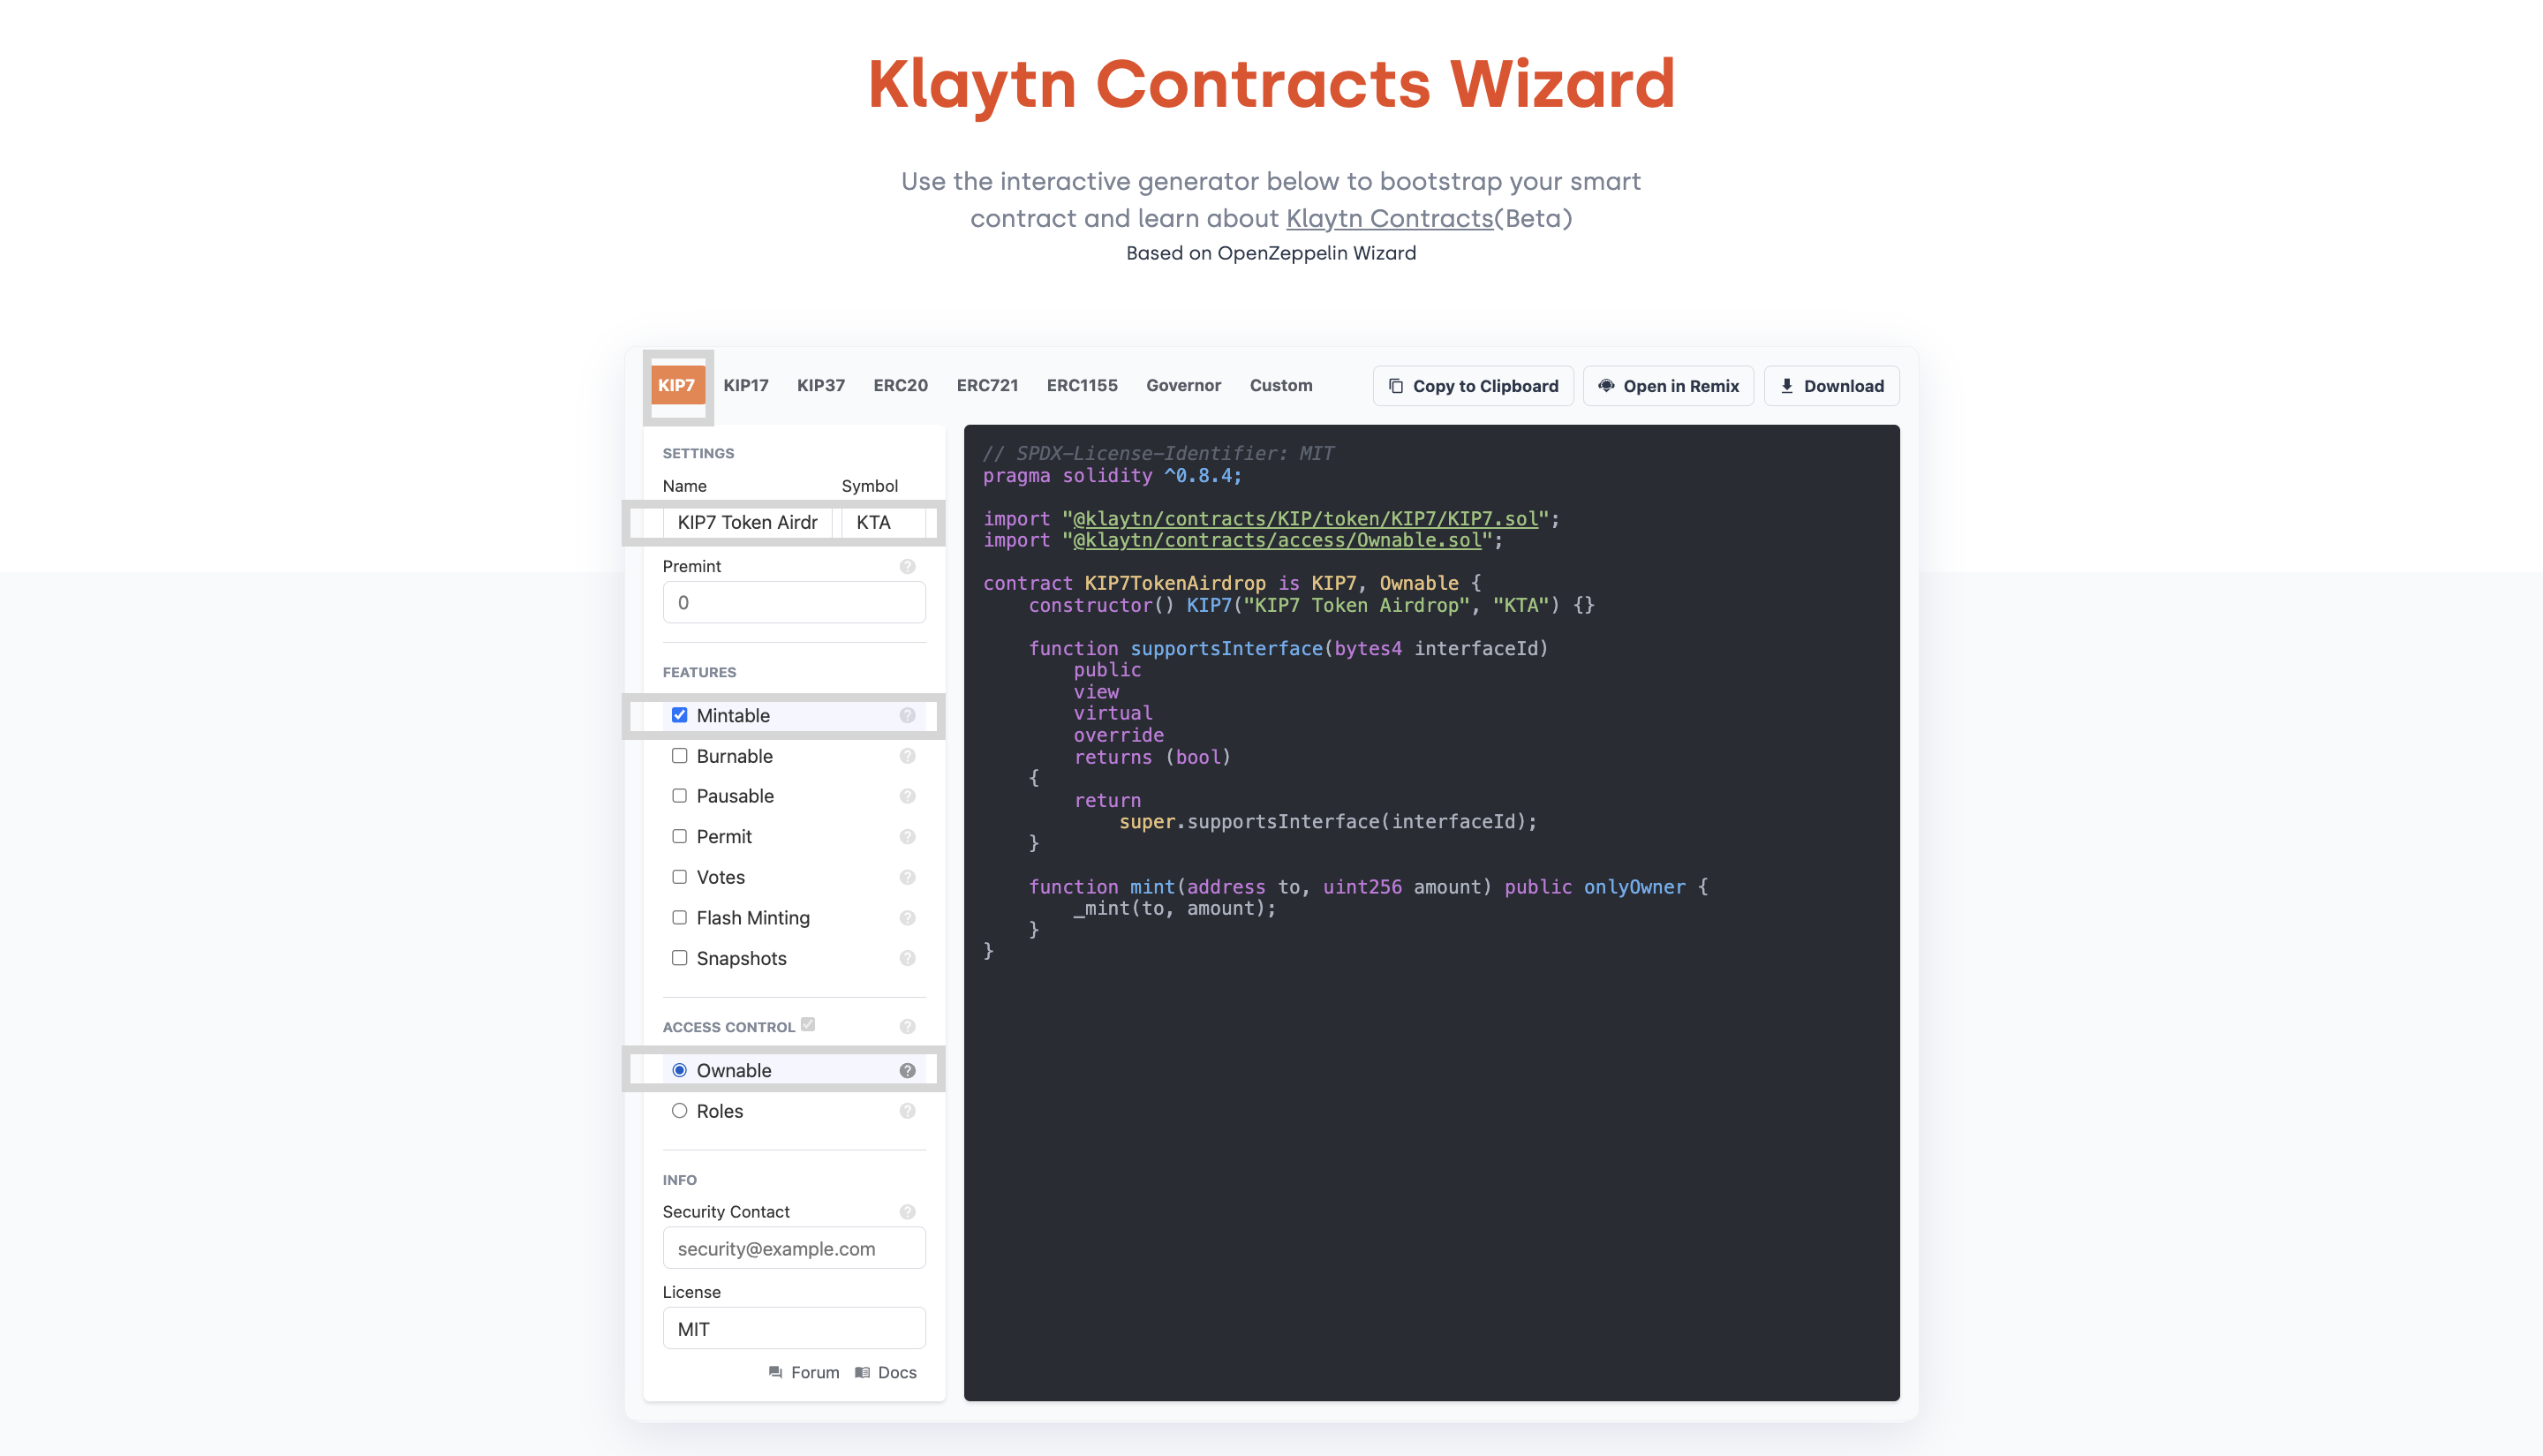 Klaytn Contracts Wizard
Use the interactive generator below to bootstrap your smart
contract and learn about Klaytn Contracts(Beta)
Based on OpenZeppelin Wizard
KIP7 KIP17 KIP37 ERC20 ERC721 ERC1155 Governor Custom Copy to Clipboard Open in Remix Download
SETTINGS
Name Symbol
KIP7 Token Airdr KTA
Premint ?
0
FEATURES
Mintable ?
Burnable ?
Pausable ?
Permit ?
Votes ?
Flash Minting ?
Snapshots ?
ACCESS CONTROL ?
Ownable ?
Roles ?
INFO
Security Contact ?
security@example.com
License
MIT
Forum Docs
// SPDX-License-Identifier: MIT
pragma solidity ^0.8.4;
import "@klaytn/contracts/KIP/token/KIP7/KIP7.sol";
import "@klaytn/contracts/access/Ownable.sol";
contract KIP7TokenAirdrop is KIP7, Ownable {
constructor() KIP7("KIP7 Token Airdrop", "KTA") {}
function supportsInterface(bytes4 interfaceId)
public
view
virtual
override
returns (bool)
{
return
super.supportsInterface(interfaceId);
}
function mint(address to, uint256 amount) public onlyOwner {
_mint(to, amount);
}
}